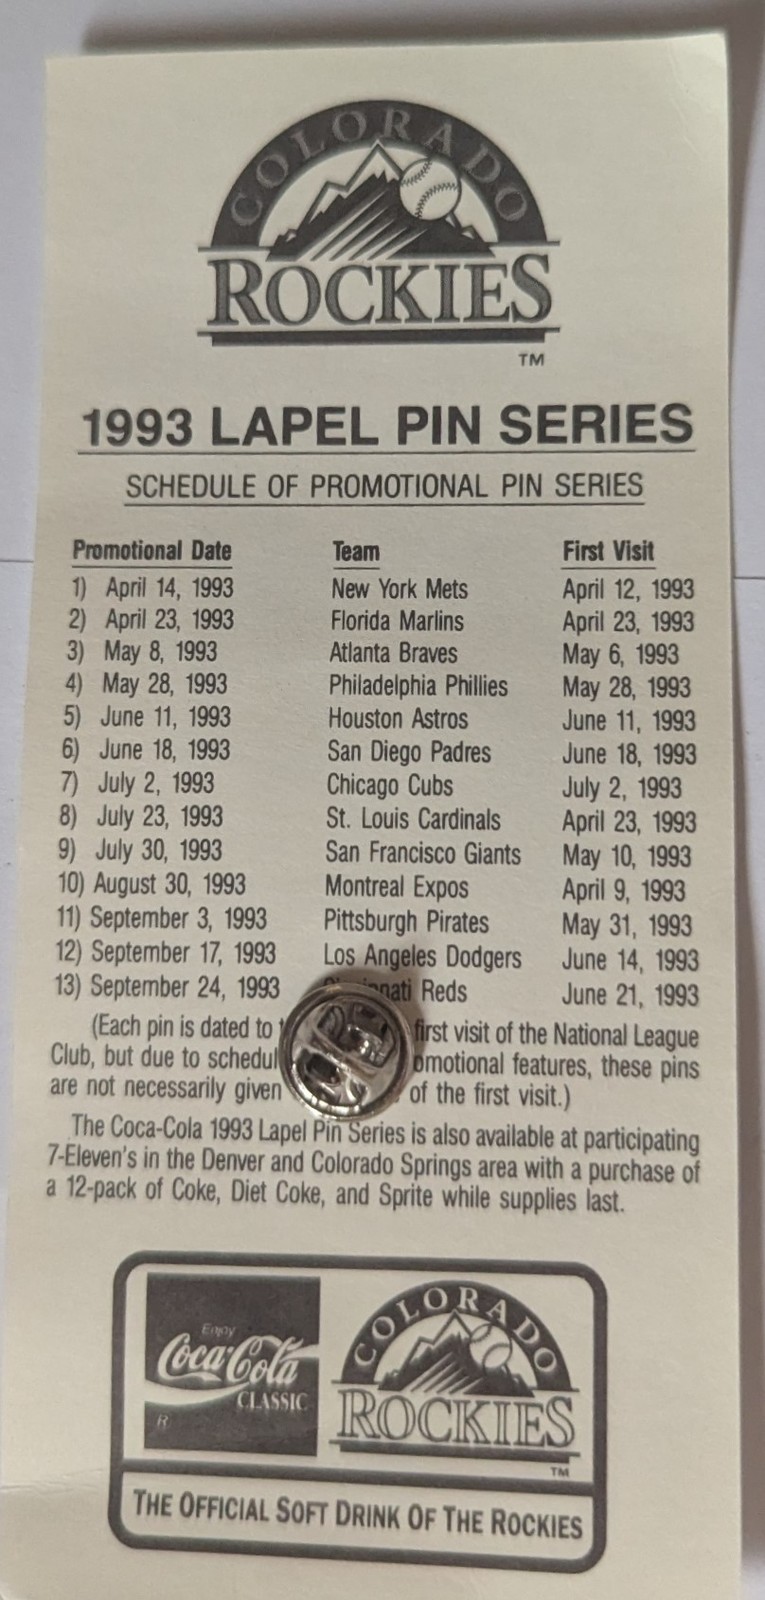 COLORADO
ROCKIES
TM
1993 LAPEL PIN SERIES
SCHEDULE OF PROMOTIONAL PIN SERIES
Promotional Date Team First Visit
1) April 14, 1993 New York Mets April 12, 1993
2) April 23, 1993 Florida Marlins April 23, 1993
3) May 8, 1993 Atlanta Braves May 6, 1993
4) May 28, 1993 Philadelphia Phillies May 28, 1993
5) June 11, 1993 Houston Astros June 11, 1993
6) June 18, 1993 San Diego Padres June 18, 1993
7) July 2, 1993 Chicago Cubs July 2, 1993
8) July 23, 1993 St. Louis Cardinals April 23, 1993
9) July 30, 1993 San Francisco Giants May 10, 1993
10) August 30, 1993 Montreal Expos April 9, 1993
11) September 3, 1993 Pittsburgh Pirates May 31, 1993
12) September 17, 1993 Los Angeles Dodgers June 14, 1993
13) September 24, 1993 Cincinnati Reds June 21, 1993
(Each pin is dated to first visit of the National League
Club, but due to features, these pins
are not necessarily given of the first visit.)
The Coca-Cola 1993 Lapel Pin Series is also available at participating
7-Eleven's in the Denver and Colorado Springs area with a purchase of
a 12-pack of Coke, Diet Coke, and Sprite while supplies last.
Enjoy
Coca-Cola
CLASSIC
R
COLORADO
ROCKIES
TM
THE OFFICIAL SOFT DRINK OF THE ROCKIES